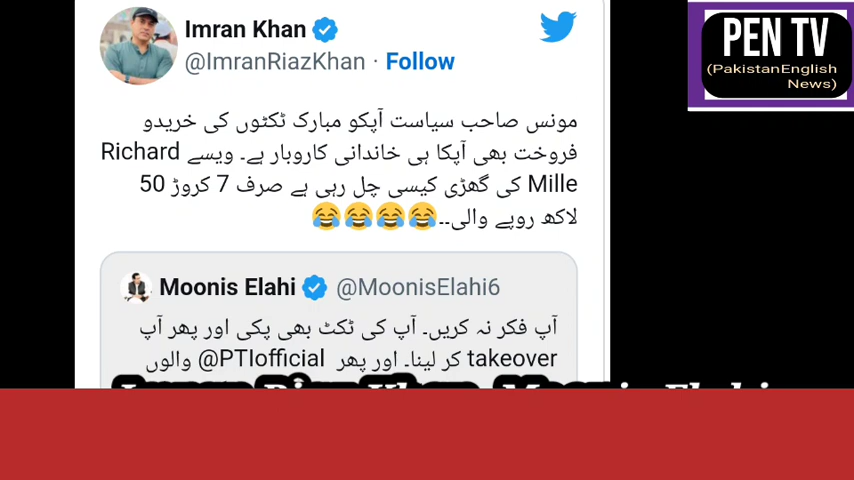 Imran Khan
@ImranRiazKhan · Follow
PEN TV
(PakistanEnglish
News)
مونس صاحب سیاست آپکو مبارک ٹکٹوں کی خریدو
فروخت بھی آپکا ہی خاندانی کاروبار ہے۔ ویسے Richard
Mille کی گھڑی کیسی چل رہی ہے صرف 7 کروڑ 50
لاکھ روپے والی۔۔😂😂😂😂
Moonis Elahi @MoonisElahi6
آپ فکر نہ کریں۔ آپ کی ٹکٹ بھی پکی اور پھر آپ
takeover کر لینا۔ اور پھر @PTIofficial والوں